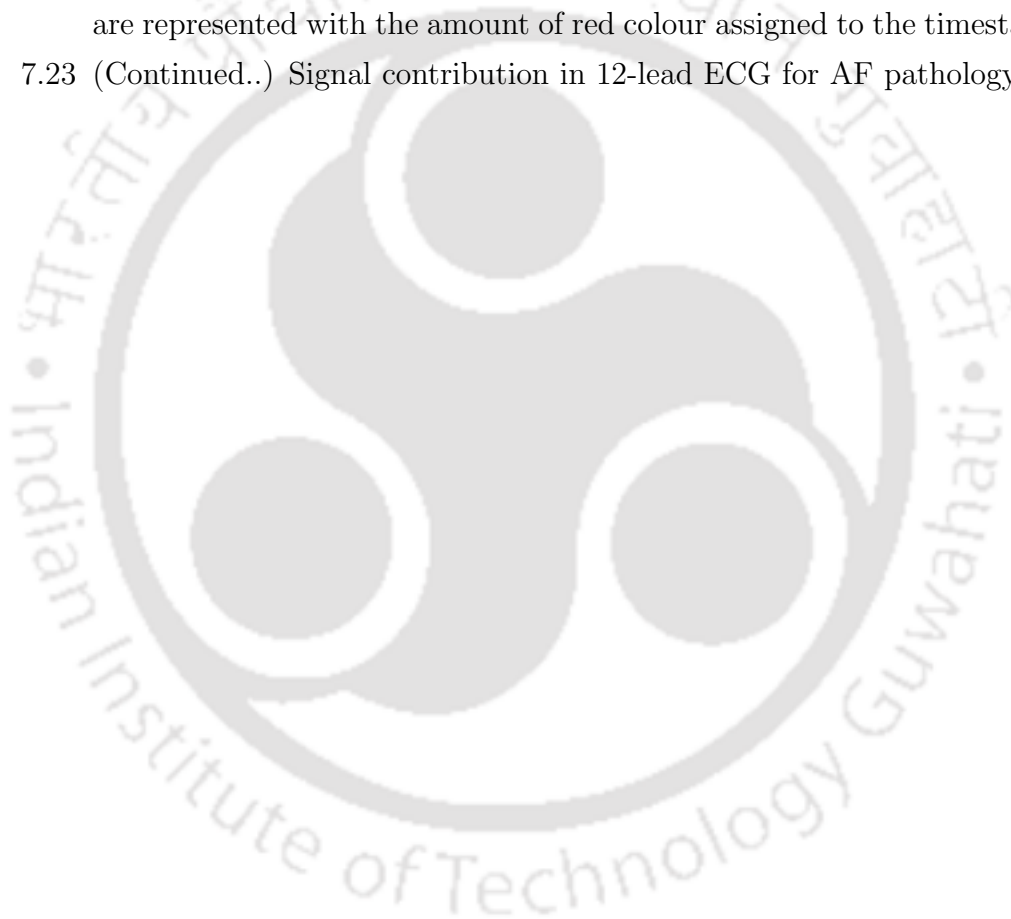 are represented with the amount of red colour assigned to the
7.23 (Continued..) Signal contribution in 12-lead ECG for AF pathology
Indian Institute of Technology Guwahati